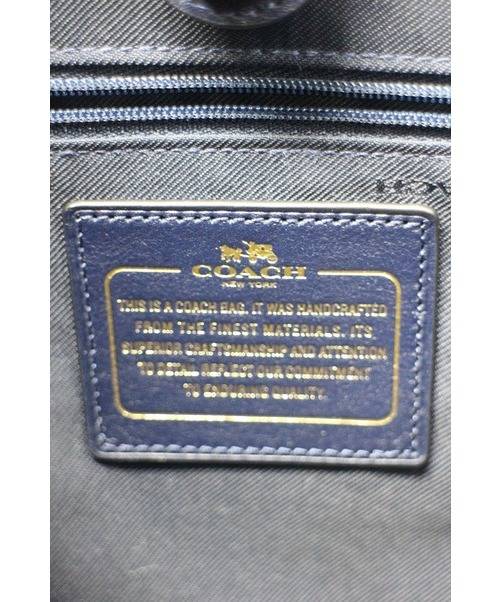 COACH
NEW YORK
THIS IS A COACH BAG. IT WAS HANDCRAFTED
FROM THE FINEST MATERIALS. ITS
SUPERIOR CRAFTSMANSHIP AND ATTENTION
TO DETAIL REFLECT OUR COMMITMENT
TO ENDURING QUALITY.